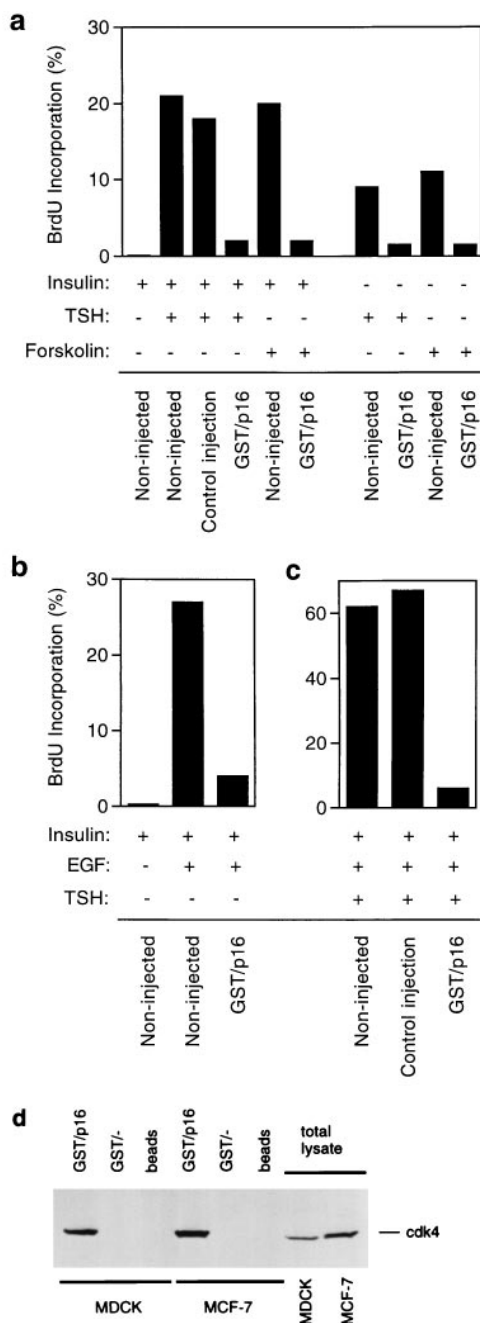 a
BrdU Incorporation (%)
30
20
10
0
Insulin: + + + + + + - - - -
TSH: - + + + - - + + - -
Forskolin: - - - - + + - - + +
Non-injected
Non-injected
Control injection
GST/p16
Non-injected
GST/p16
Non-injected
GST/p16
Non-injected
GST/p16
b
BrdU Incorporation (%)
30
20
10
0
c
60
40
20
0
Insulin: + + + + + +
EGF: - + + + + +
TSH: - - - + + +
Non-injected
Non-injected
GST/p16
Non-injected
Control injection
GST/p16
d
GST/p16
GST/-
beads
GST/p16
GST/-
beads
total
lysate
cdk4
MDCK
MCF-7
MDCK
MCF-7